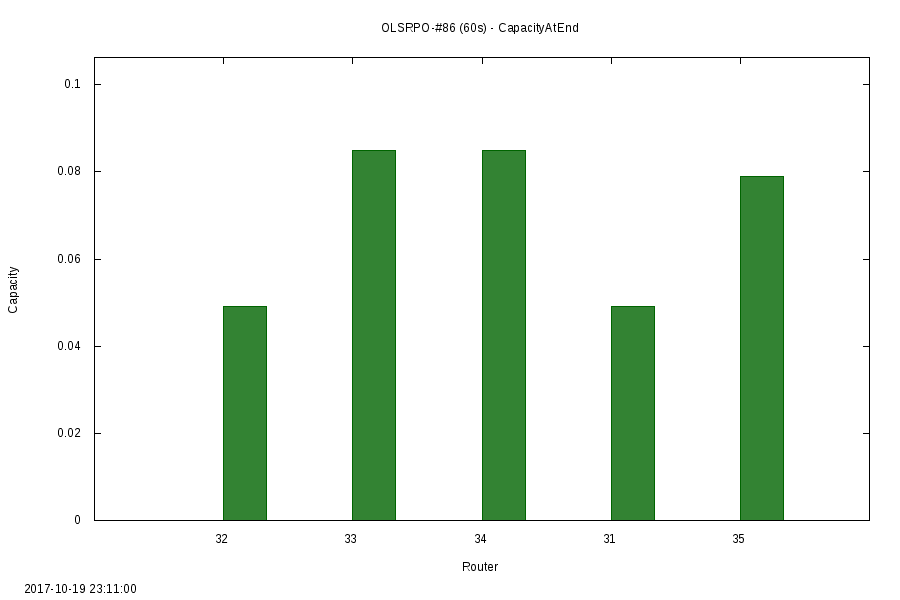 OLSRPO-#86 (60s) - CapacityAtEnd
0.1
0.08
0.06
0.04
0.02
0
Capacity
32 33 34 31 35
Router
2017-10-19 23:11:00